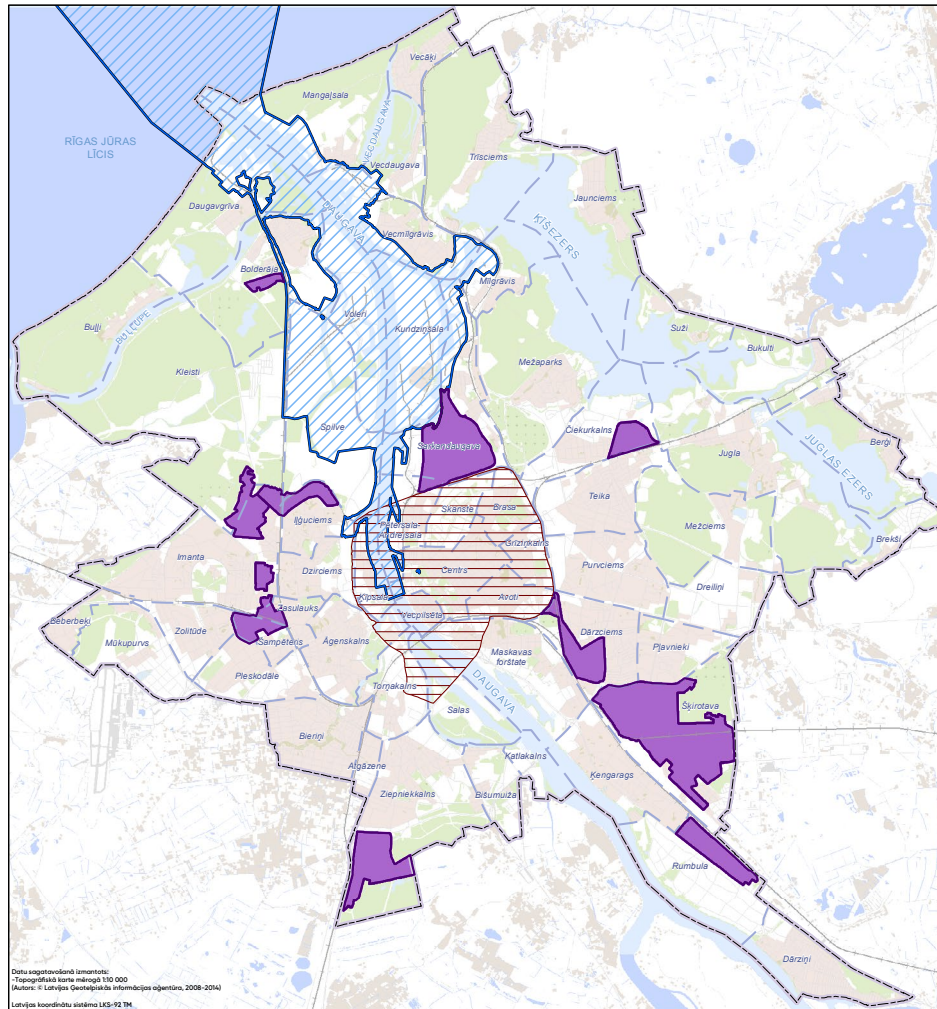 Vecāķi
Mangaļsala
RĪGAS JŪRAS
LĪCIS
VECDAUGAVA
Vecdaugava
Trīsciems
Jaunciems
Daugavgrīva
DAUGAVA
Vecmīlgrāvis
ĶĪŠEZERS
Bolderāja
Mīlgrāvis
Voleri
Kundziņsala
Buļļi
BUĻĻUPE
Suži
Bukulti
Mežaparks
Kleisti
Spilve
Čiekurkalns
Sarkandaugava
Jugla
JUGLAS EZERS
Berģi
Teika
Skanste
Brasa
Iļģuciems
Pētersala-
Andrejsala
Mežciems
Grīziņkalns
Brekši
Imanta
Dzirciems
Centrs
Purvciems
Dreiliņi
Ķīpsala
Avoti
Zasulauks
Vecpilsēta
Beberbeķi
Mūkupurvs
Zolitūde
Sampēteris
Āgenskalns
Dārzciems
Pļavnieki
Maskavas
forštate
Pleskodāle
Torņakalns
DAUGAVA
Šķirotava
Salas
Bieriņi
Katlakalns
Atgāzene
Ķengarags
Ziepniekkalns
Bišumuiža
Rumbula
Dārziņi
Datu sagatavošanā izmantots:
-Topogrāfiskā karte mērogā 1:10 000
(Autors: © Latvijas Ģeotelpiskās informācijas aģentūra, 2008-2014)
Latvijas koordinātu sistēma LKS-92 TM